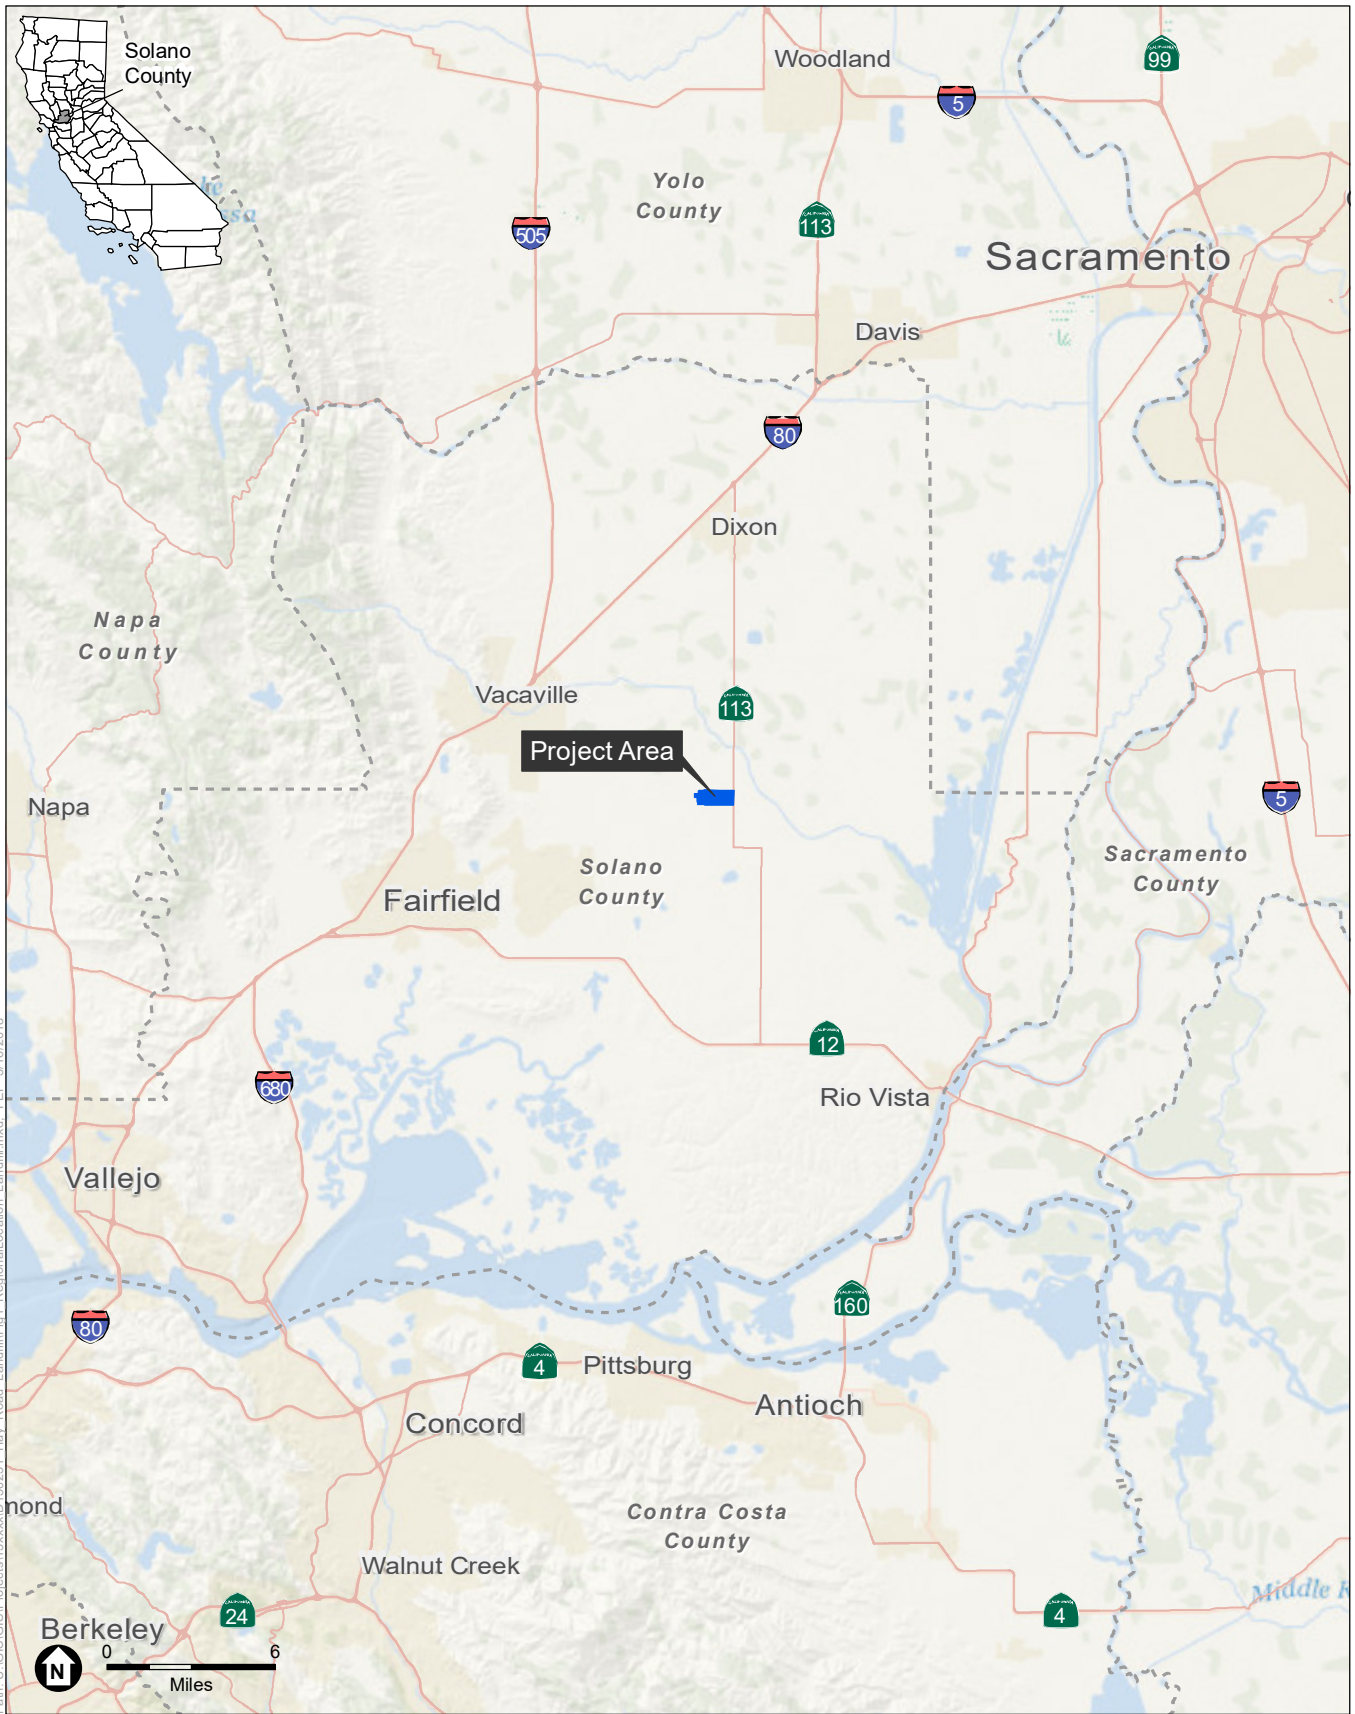 Solano
County
Woodland
99
5
Yolo
County
505
113
Sacramento
Davis
80
Dixon
Napa
County
Vacaville
113
Project Area
Napa
5
Solano
County
Sacramento
County
Fairfield
12
680
Rio Vista
Vallejo
160
80
4
Pittsburg
Antioch
Concord
Contra Costa
County
Walnut Creek
24
4
Middle R
Berkeley
N
0 6
Miles